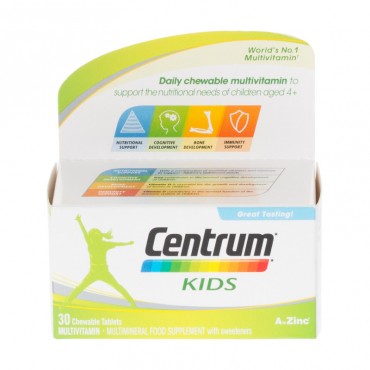 World's No.1
Multivitamin*
Daily chewable multivitamin to
support the nutritional needs of children aged 4+
NUTRITIONAL SUPPORT
COGNITIVE DEVELOPMENT
BONE DEVELOPMENT
IMMUNITY SUPPORT
Great Tasting!
Centrum®
KIDS
30 Chewable Tablets
MULTIVITAMIN - MULTIMINERAL FOOD SUPPLEMENT with sweeteners
A-Zinc